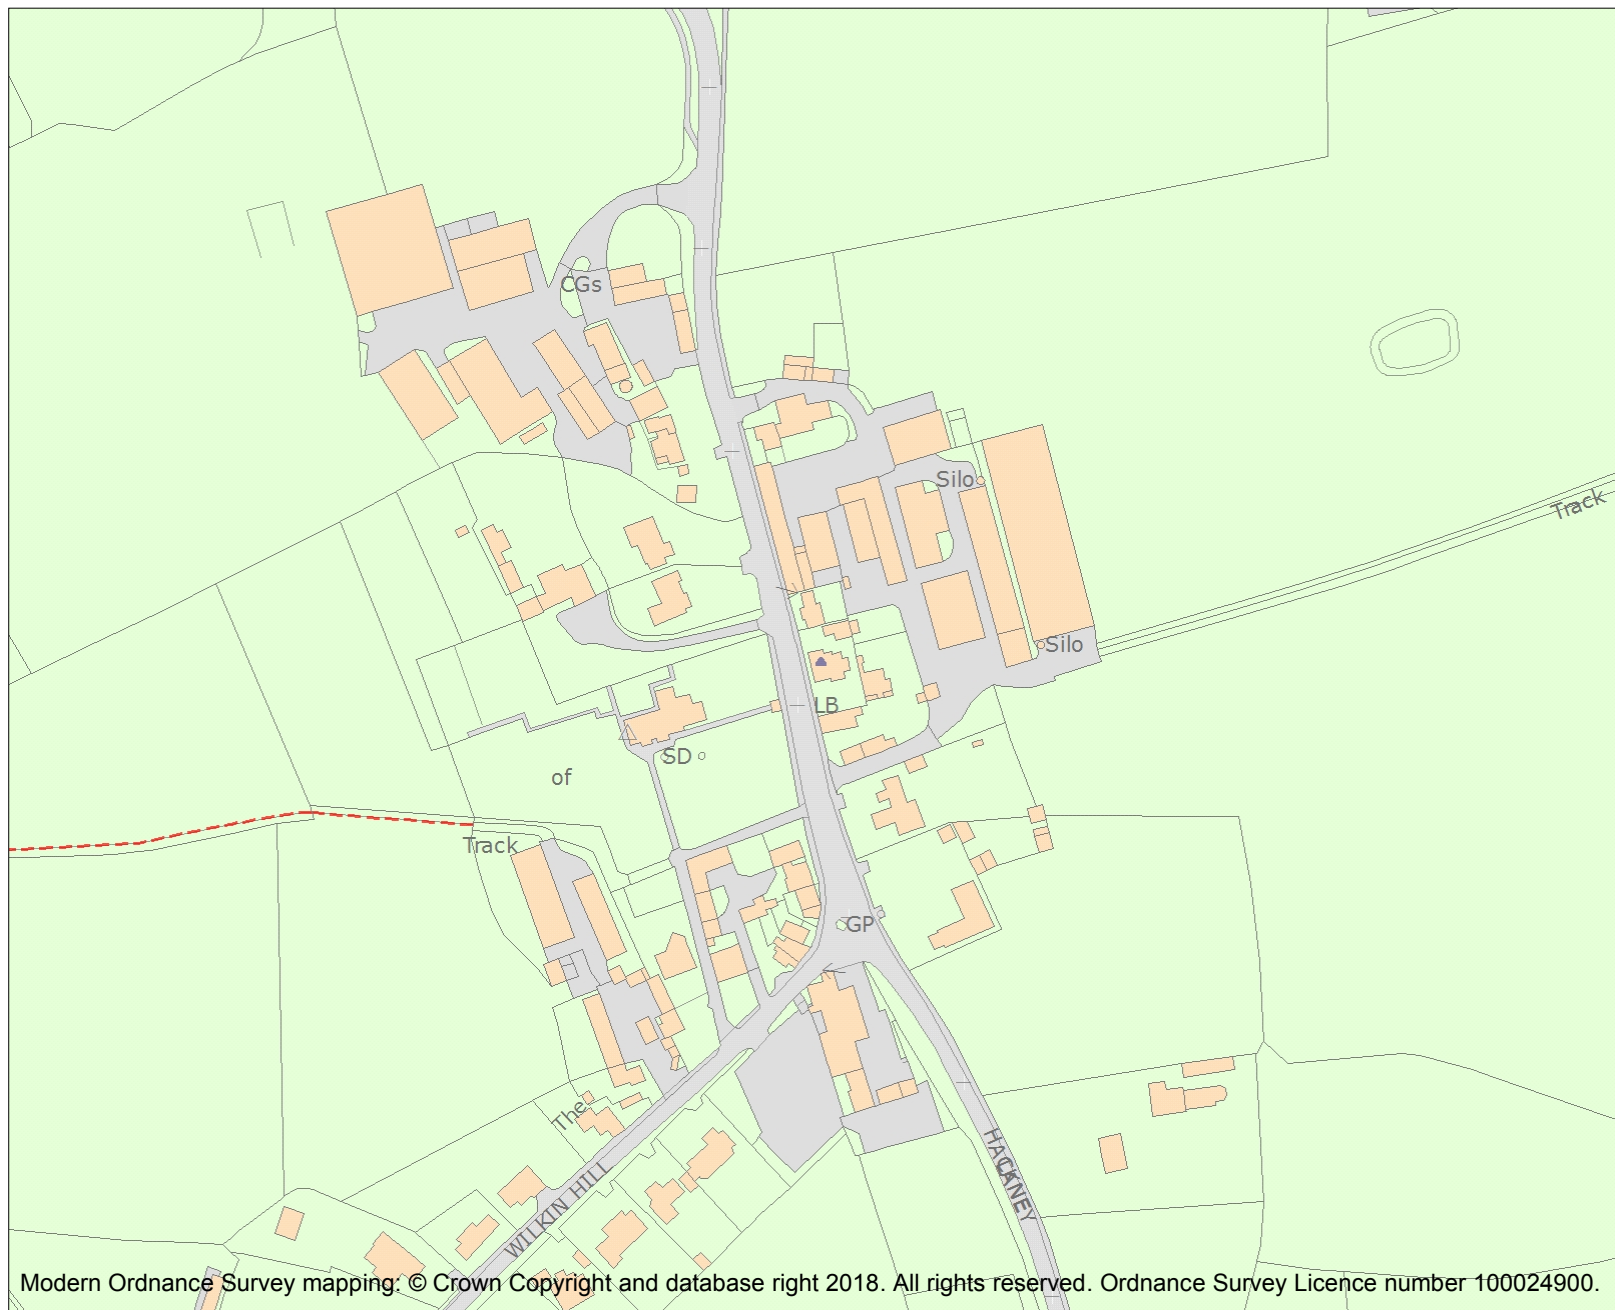 CGs
Silo
Track
Silo
LB
SD
of
Track
GP
The
HACKNEY
LANE
WILKIN HILL
Modern Ordnance Survey mapping: © Crown Copyright and database right 2018. All rights reserved. Ordnance Survey Licence number 100024900.